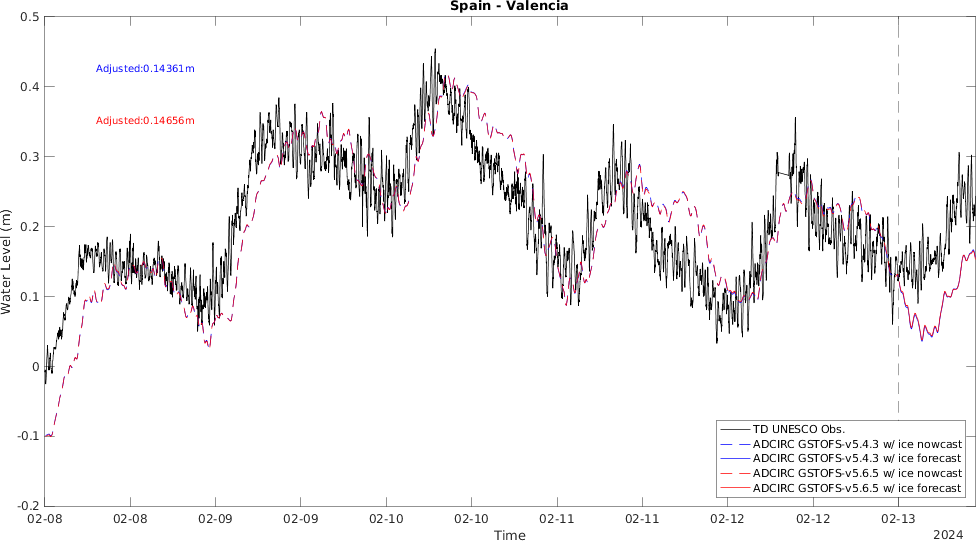 Spain - Valencia
0.5
0.4
0.3
0.2
0.1
0
-0.1
-0.2
Water Level (m)
Adjusted:0.14361m
Adjusted:0.14656m
TD UNESCO Obs.
ADCIRC GSTOFS-v5.4.3 w/ ice nowcast
ADCIRC GSTOFS-v5.4.3 w/ ice forecast
ADCIRC GSTOFS-v5.6.5 w/ ice nowcast
ADCIRC GSTOFS-v5.6.5 w/ ice forecast
02-08 02-08 02-09 02-09 02-10 02-10 02-11 02-11 02-12 02-12 02-13
Time
2024